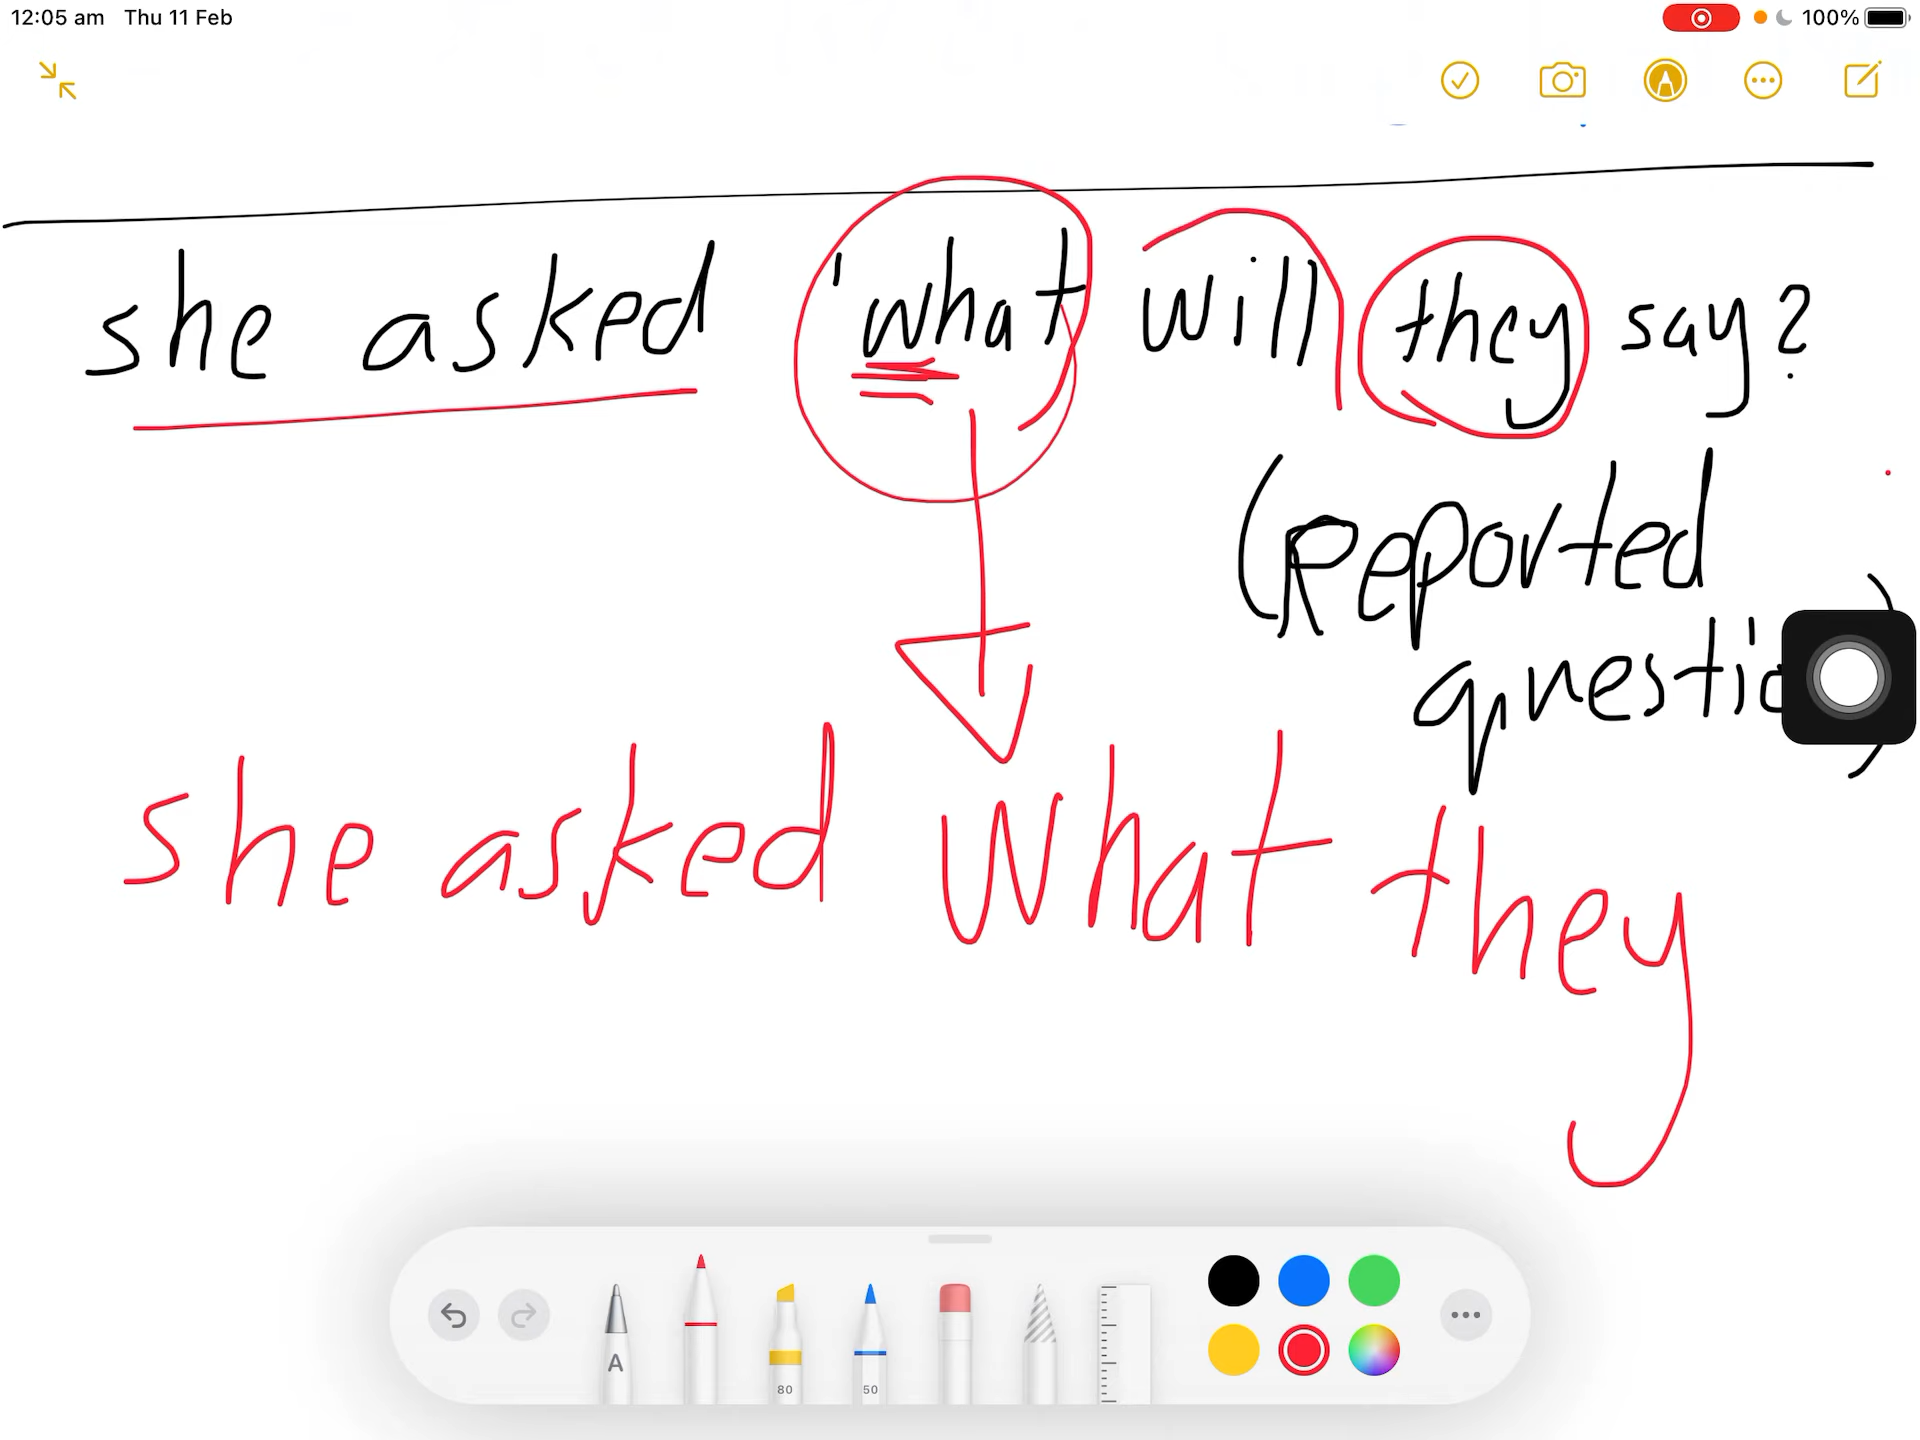 12:05 am Thu 11 Feb 100%
she asked 'what will they say?
(Reported
questio)
she asked what they
A 80 50